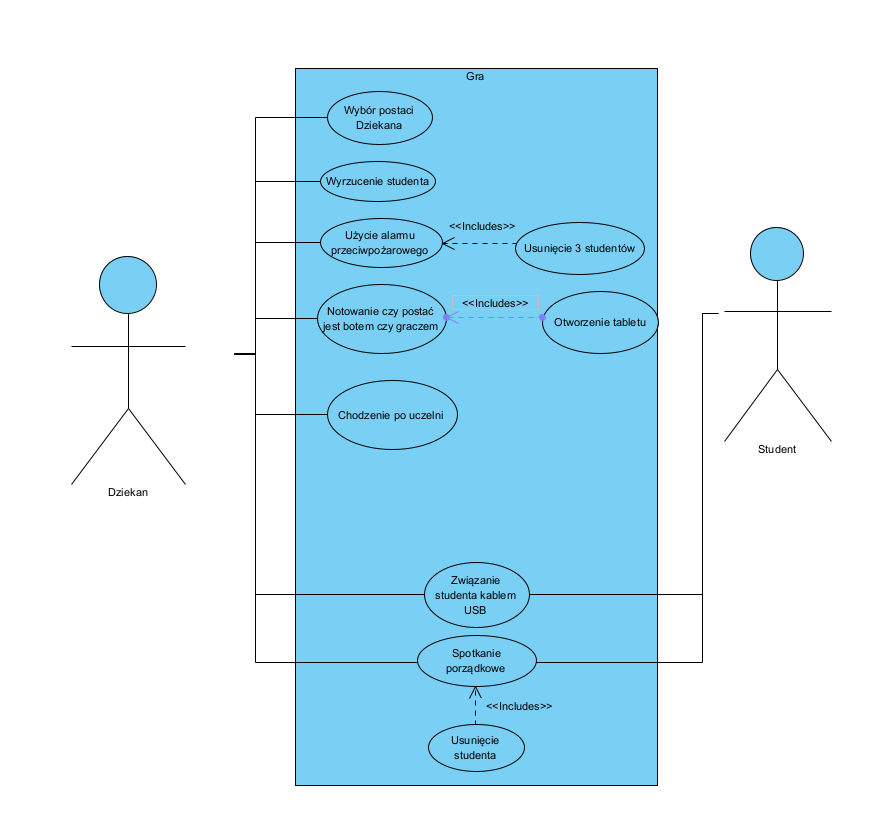 Gra
Wybór postaci
Dziekana
Wyrzucenie studenta
Użycie alarmu
przeciwpożarowego
<<Includes>>
Usunięcie 3 studentów
Notowanie czy postać
jest botem czy graczem
<<Includes>>
Otworzenie tabletu
Chodzenie po uczelni
Dziekan
Student
Związanie
studenta kablem
USB
Spotkanie
porządkowe
<<Includes>>
Usunięcie
studenta